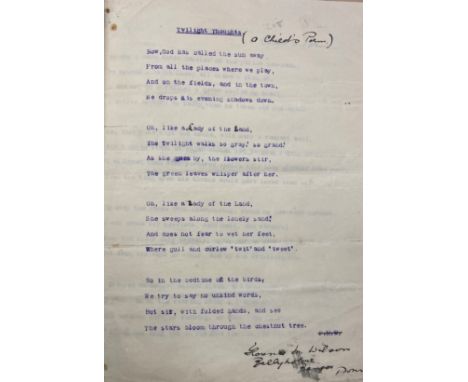 Twilight Thoughts (a Child's Poem)
Now, God has called the sun away
From all the places where we play,
And on the fields, and in the town,
He drops his evening shadows down.
Oh, like a Lady of the Land,
The twilight walks so gray! so grand!
As she goes by, the flowers stir,
The green leaves whisper after her.
Oh, like a Lady of the Land,
She sweeps along the lonely sand!
And does not fear to wet her feet,
Where gull and curlew "twit" and "tweet".
So in the bedtime of the birds,
We try to say no unkind words,
But sit, with folded hands, and see
The stars bloom through the chestnut tree.
Florence M. Wilson
Ballyholme
Bangor, Down